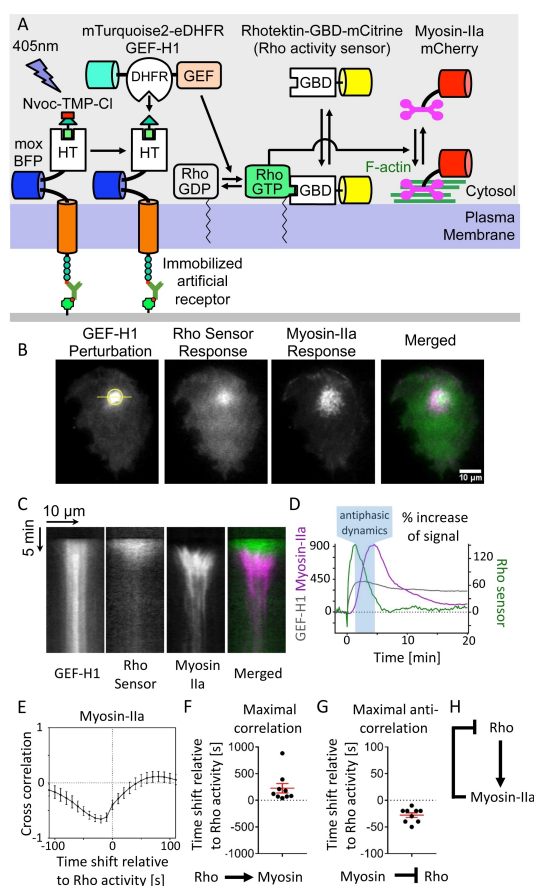 A
405nm
mTurquoise2-eDHFR
GEF-H1
Rhotektin-GBD-mCitrine
(Rho activity sensor)
Myosin-IIa
mCherry
Nvoc-TMP-Cl
DHFR
GEF
GBD
mox
BFP
HT
HT
Rho
GDP
Rho
GTP
GBD
F-actin
Cytosol
Plasma
Membrane
Immobilized
artificial
receptor
B
GEF-H1
Perturbation
Rho Sensor
Response
Myosin-IIa
Response
Merged
10 μm
C
10 μm
5 min
GEF-H1
Rho
Sensor
Myosin
IIa
Merged
D
antiphasic
dynamics
% increase
of signal
GEF-H1 Myosin-IIa
900
450
0
120
60
0
Rho sensor
0
10
20
Time [min]
E
Myosin-IIa
Cross correlation
1
0
-1
-100
0
100
Time shift relative
to Rho activity [s]
F
Maximal
correlation
Time shift relative
to Rho activity [s]
1000
500
0
-500
-1000
Rho
Myosin
G
Maximal anti-
correlation
Time shift relative
to Rho activity [s]
100
50
0
-50
-100
Myosin
Rho
H
Rho
Myosin-IIa